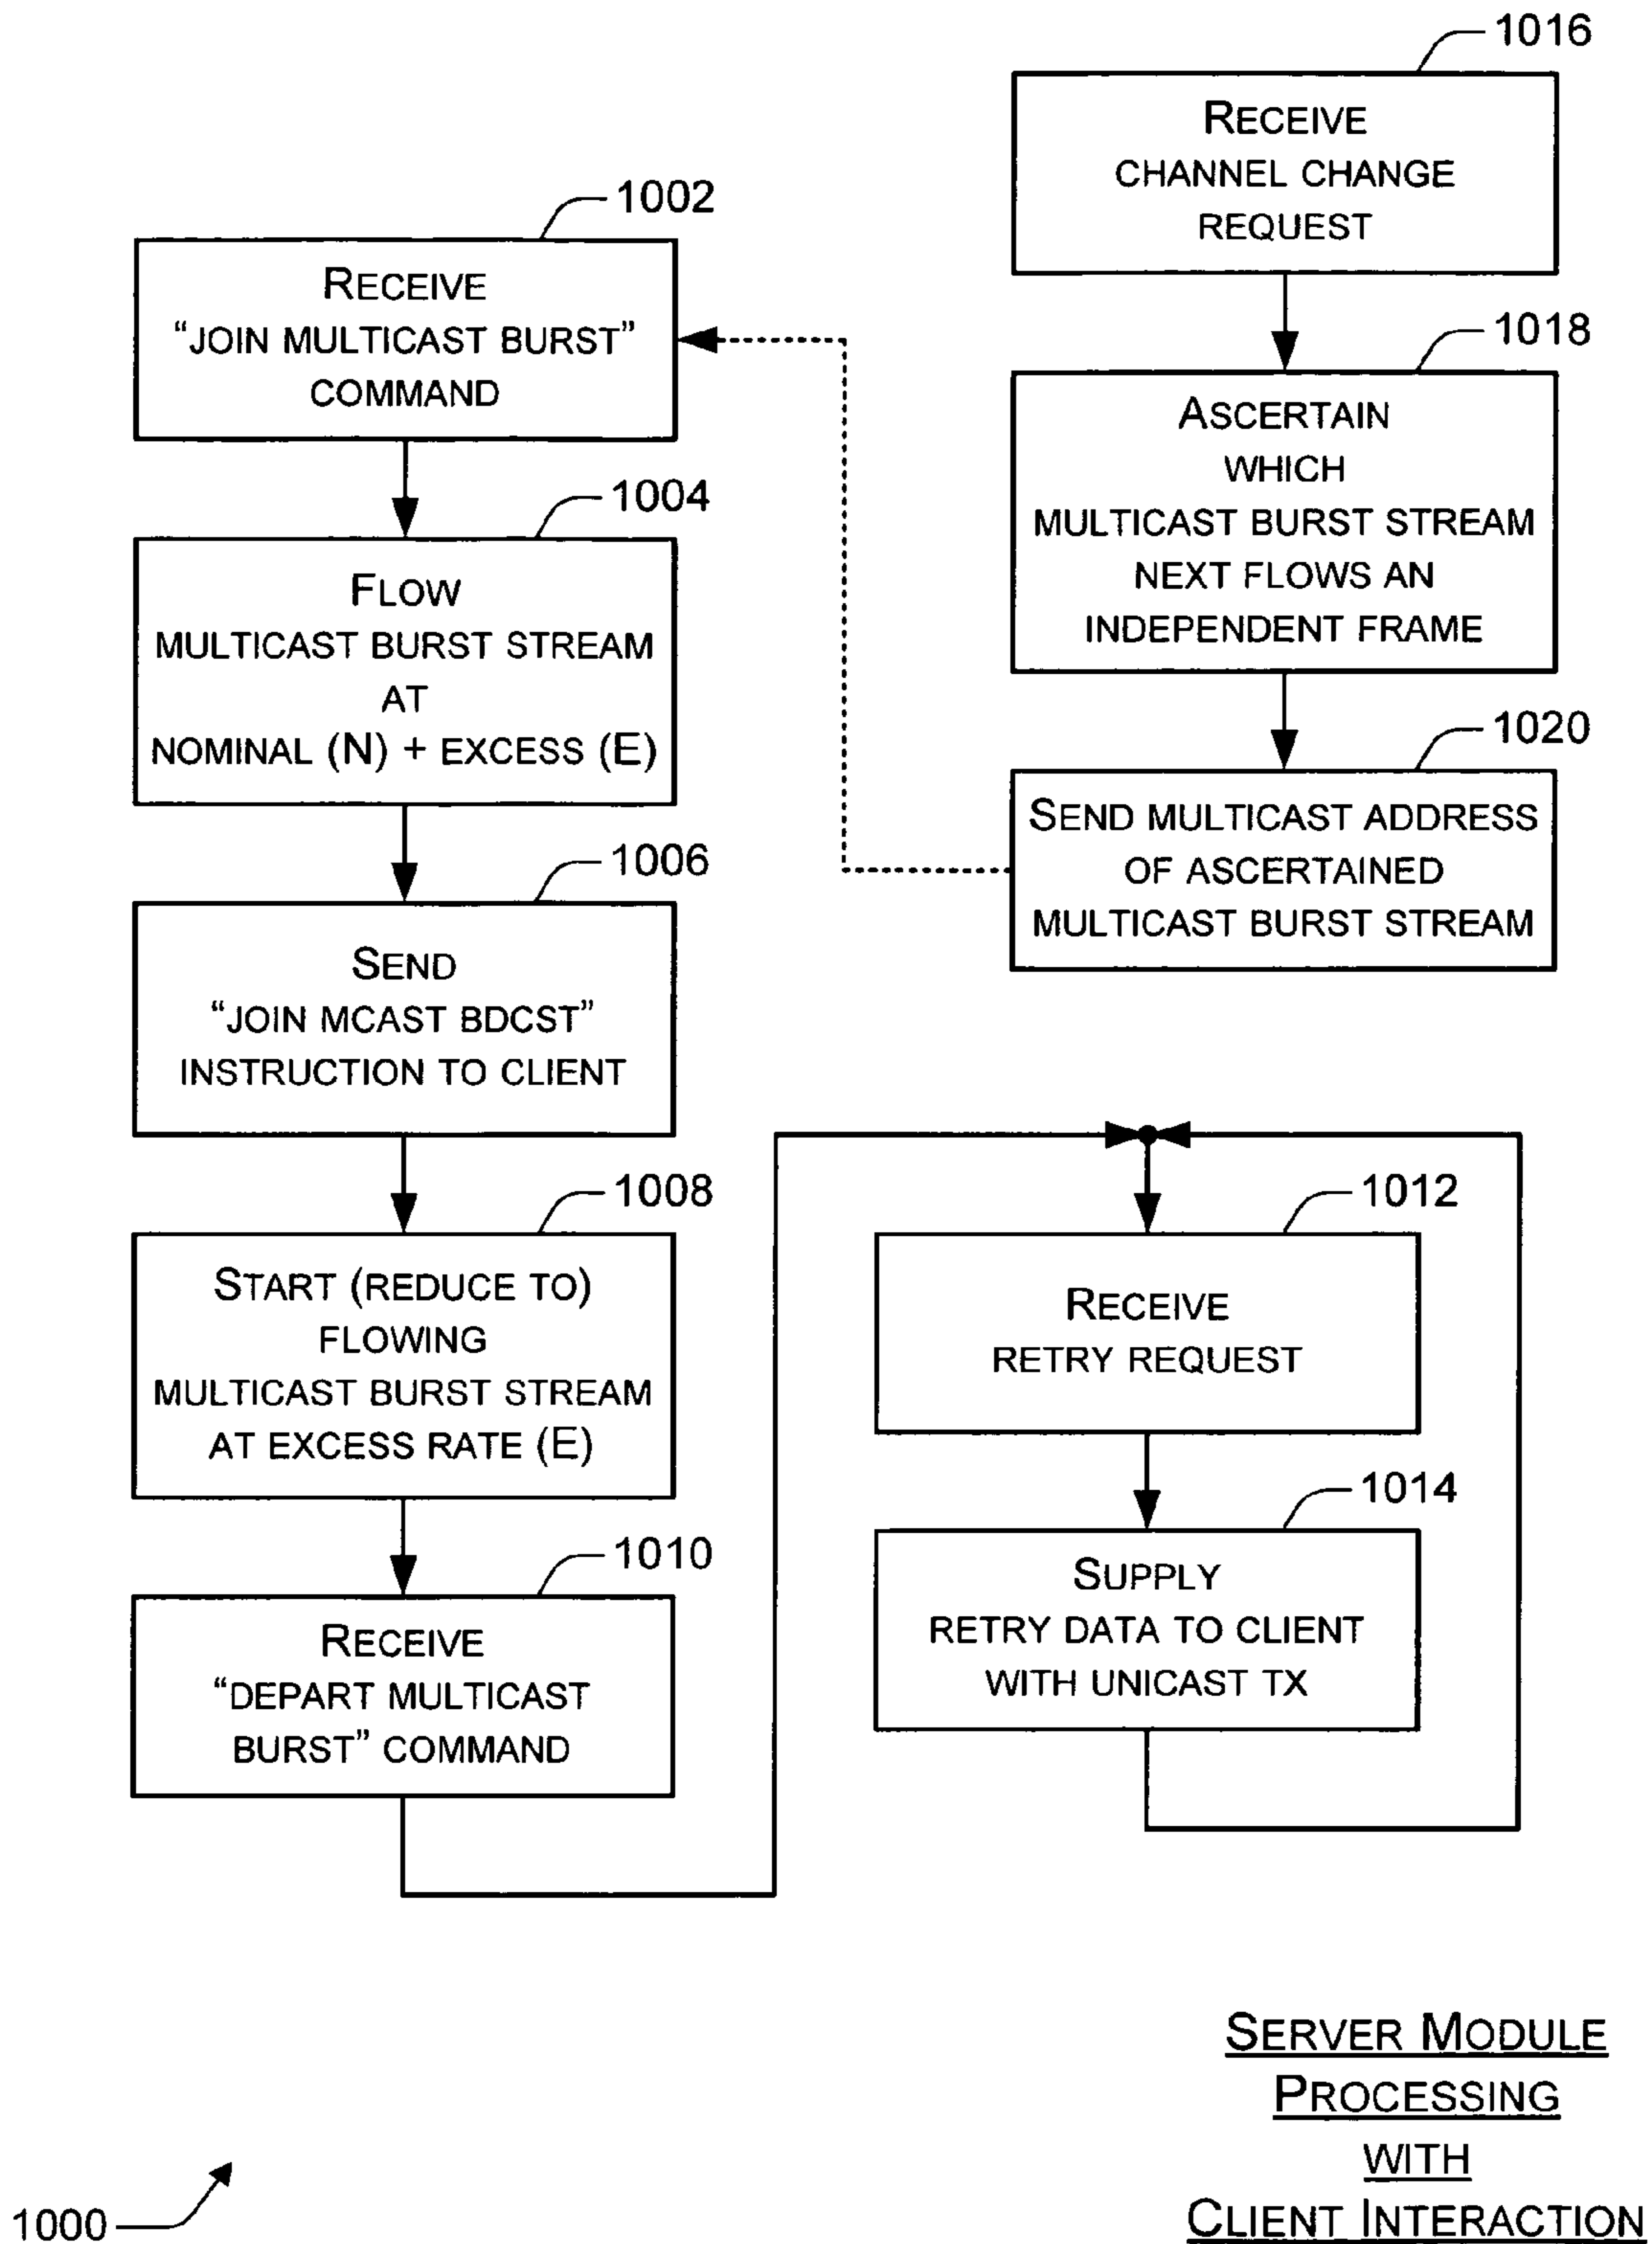 1016
RECEIVE
CHANNEL CHANGE
REQUEST
1002
RECEIVE
“JOIN MULTICAST BURST”
COMMAND
1018
ASCERTAIN
WHICH
MULTICAST BURST STREAM
NEXT FLOWS AN
INDEPENDENT FRAME
1004
FLOW
MULTICAST BURST STREAM
AT
NOMINAL (N) + EXCESS (E)
1020
SEND MULTICAST ADDRESS
OF ASCERTAINED
MULTICAST BURST STREAM
1006
SEND
“JOIN MCAST BDCST”
INSTRUCTION TO CLIENT
1008
START (REDUCE TO)
FLOWING
MULTICAST BURST STREAM
AT EXCESS RATE (E)
1010
RECEIVE
“DEPART MULTICAST
BURST” COMMAND
1012
RECEIVE
RETRY REQUEST
1014
SUPPLY
RETRY DATA TO CLIENT
WITH UNICAST TX
SERVER MODULE
PROCESSING
WITH
CLIENT INTERACTION
1000